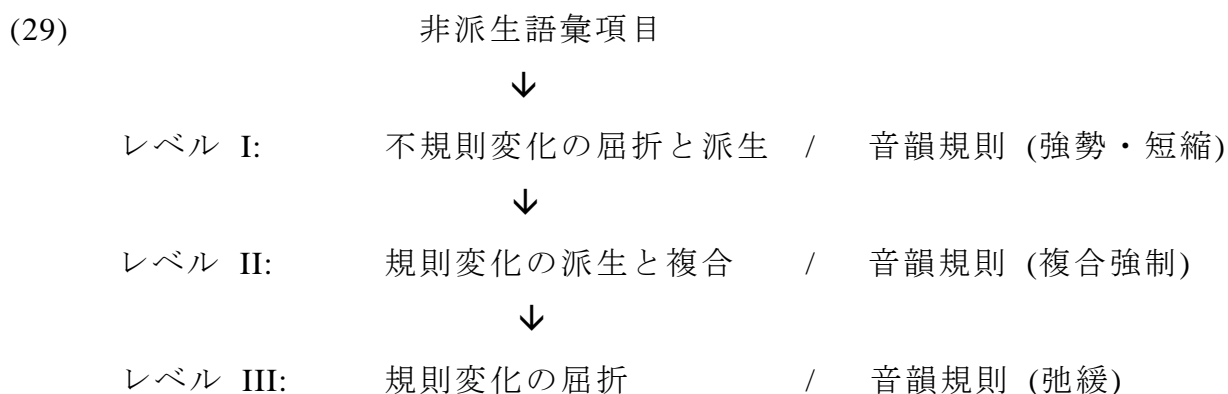 (29) 非派生語彙項目
↓
レベル I: 不規則変化の屈折と派生 / 音韻規則 (強勢・短縮)
↓
レベル II: 規則変化の派生と複合 / 音韻規則 (複合強制)
↓
レベル III: 規則変化の屈折 / 音韻規則 (弛緩)